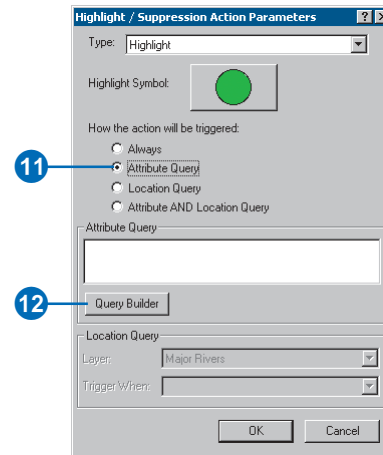 Highlight / Suppression Action Parameters
Type: Highlight
Highlight Symbol:
How the action will be triggered:
Always
11
Attribute Query
Location Query
Attribute AND Location Query
Attribute Query
12
Query Builder
Location Query
Layer: Major Rivers
Trigger When:
OK Cancel